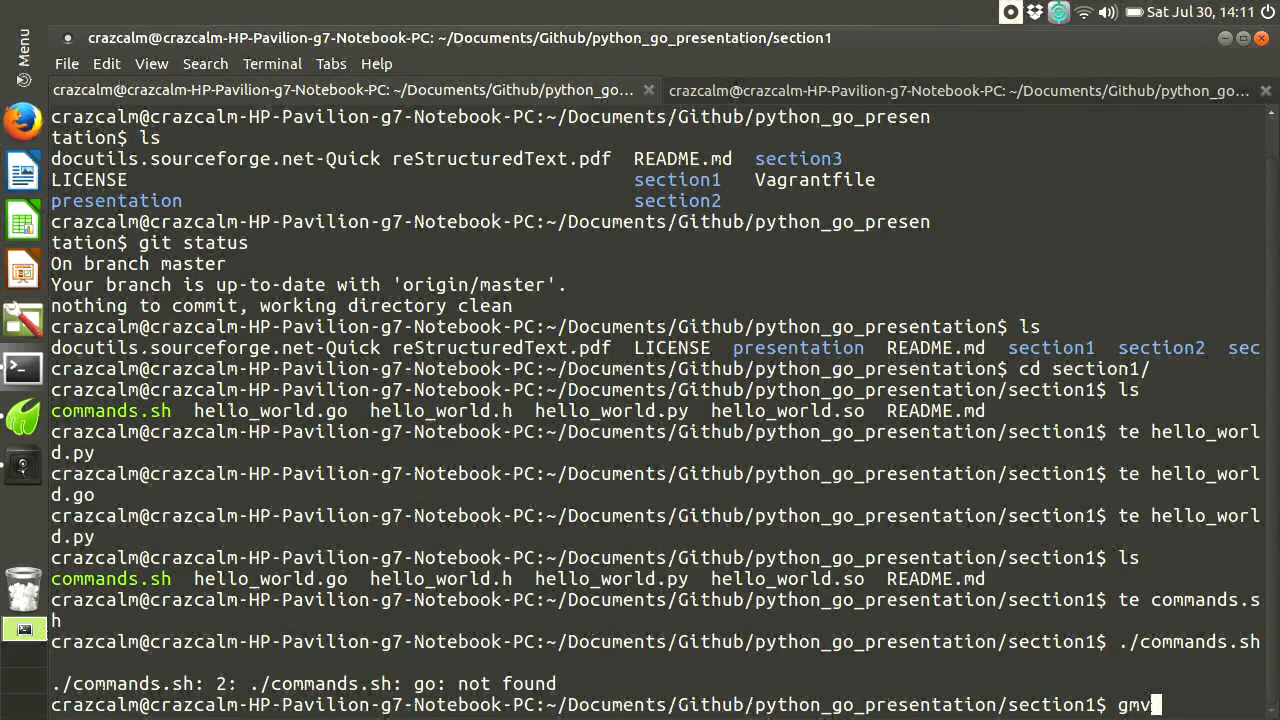 Sat Jul 30, 14:11
Menu
crazcalm@crazcalm-HP-Pavilion-g7-Notebook-PC: ~/Documents/Github/python_go_presentation/section1
File Edit View Search Terminal Tabs Help
crazcalm@crazcalm-HP-Pavilion-g7-Notebook-PC: ~/Documents/Github/python_go... crazcalm@crazcalm-HP-Pavilion-g7-Notebook-PC: ~/Documents/Github/python_go...
crazcalm@crazcalm-HP-Pavilion-g7-Notebook-PC:~/Documents/Github/python_go_presen
tation$ ls
docutils.sourceforge.net-Quick reStructuredText.pdf README.md section3
LICENSE section1 Vagrantfile
presentation section2
crazcalm@crazcalm-HP-Pavilion-g7-Notebook-PC:~/Documents/Github/python_go_presen
tation$ git status
On branch master
Your branch is up-to-date with 'origin/master'.
nothing to commit, working directory clean
crazcalm@crazcalm-HP-Pavilion-g7-Notebook-PC:~/Documents/Github/python_go_presentation$ ls
docutils.sourceforge.net-Quick reStructuredText.pdf LICENSE presentation README.md section1 section2 sec
crazcalm@crazcalm-HP-Pavilion-g7-Notebook-PC:~/Documents/Github/python_go_presentation$ cd section1/
crazcalm@crazcalm-HP-Pavilion-g7-Notebook-PC:~/Documents/Github/python_go_presentation/section1$ ls
commands.sh hello_world.go hello_world.h hello_world.py hello_world.so README.md
crazcalm@crazcalm-HP-Pavilion-g7-Notebook-PC:~/Documents/Github/python_go_presentation/section1$ te hello_worl
d.py
crazcalm@crazcalm-HP-Pavilion-g7-Notebook-PC:~/Documents/Github/python_go_presentation/section1$ te hello_worl
d.go
crazcalm@crazcalm-HP-Pavilion-g7-Notebook-PC:~/Documents/Github/python_go_presentation/section1$ te hello_worl
d.py
crazcalm@crazcalm-HP-Pavilion-g7-Notebook-PC:~/Documents/Github/python_go_presentation/section1$ ls
commands.sh hello_world.go hello_world.h hello_world.py hello_world.so README.md
crazcalm@crazcalm-HP-Pavilion-g7-Notebook-PC:~/Documents/Github/python_go_presentation/section1$ te commands.s
h
crazcalm@crazcalm-HP-Pavilion-g7-Notebook-PC:~/Documents/Github/python_go_presentation/section1$ ./commands.sh
./commands.sh: 2: ./commands.sh: go: not found
crazcalm@crazcalm-HP-Pavilion-g7-Notebook-PC:~/Documents/Github/python_go_presentation/section1$ gmv